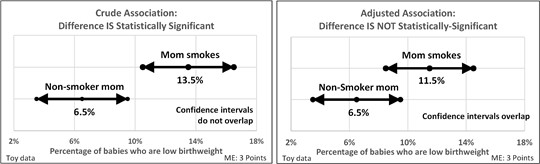 Crude Association:
Difference IS Statistically Significant
Mom smokes
13.5%
Non-smoker mom
6.5%
Confidence intervals
do not overlap
2% 6% 10% 14% 18%
Percentage of babies who are low birthweight
Toy data
ME: 3 Points
Adjusted Association:
Difference IS NOT Statistically-Significant
Mom smokes
11.5%
Non-Smoker mom
6.5%
Confidence intervals overlap
2% 6% 10% 14% 18%
Percentage of babies who are low birthweight
Toy data
ME: 3 Points